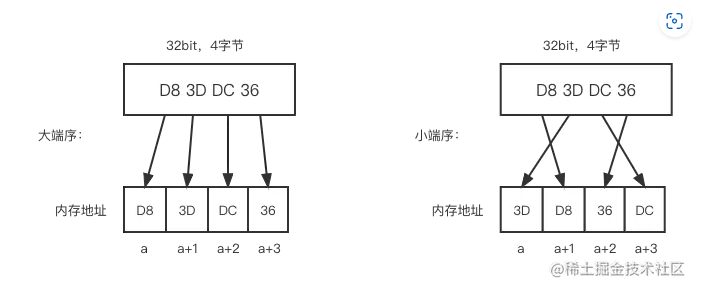 32bit，4字节
D8 3D DC 36
大端序：
内存地址
D8 3D DC 36
a a+1 a+2 a+3
32bit，4字节
D8 3D DC 36
小端序：
内存地址
3D D8 36 DC
a a+1 a+2 a+3
@稀土掘金技术社区